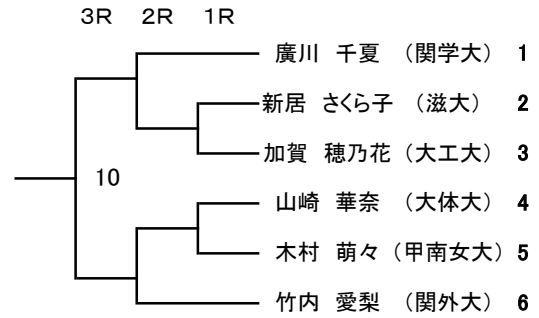 3R 2R 1R
廣川 千夏 （関学大） 1
新居 さくら子 （滋大） 2
加賀 穂乃花（大工大） 3
10
山崎 華奈 （大体大） 4
木村 萌々（甲南女大） 5
竹内 愛梨 （関外大） 6